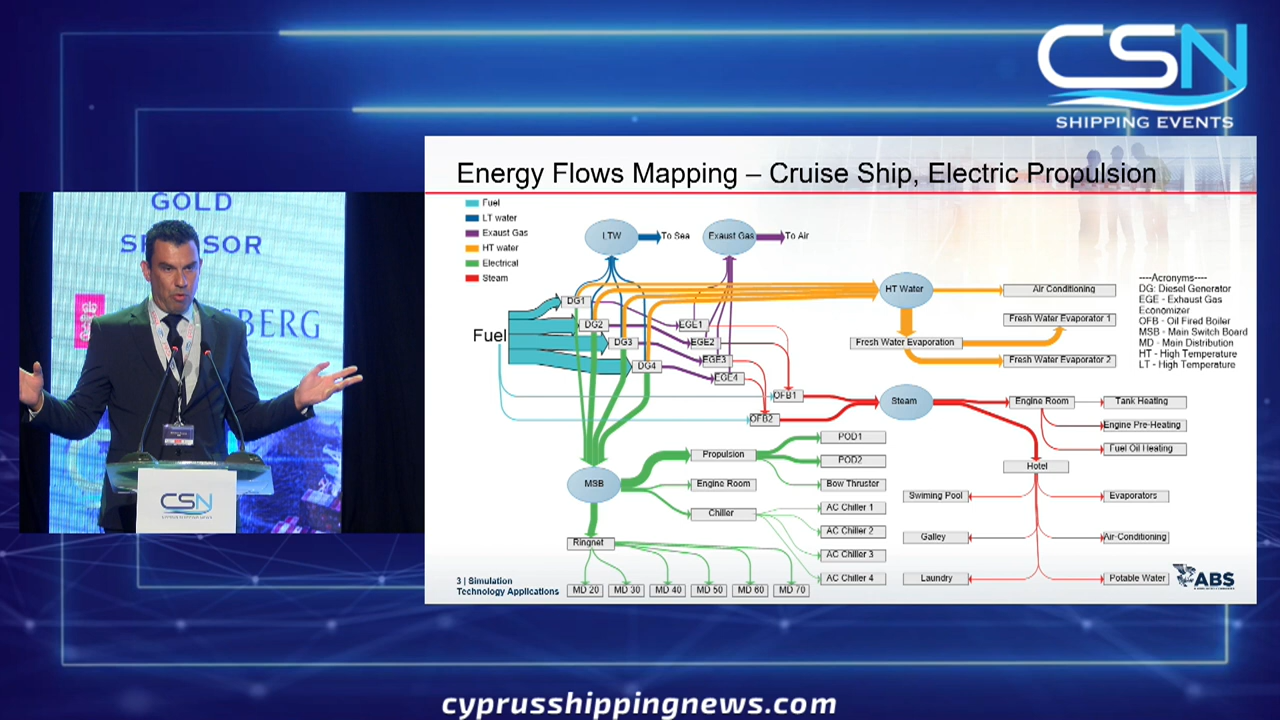 CSN
SHIPPING EVENTS
GOLD
SPONSOR
CSN
Energy Flows Mapping – Cruise Ship, Electric Propulsion
Fuel
LT water
Exaust Gas
HT water
Electrical
Steam
LTW
To Sea
Exaust Gas
To Air
DG1
DG2
DG3
DG4
Fuel
EGE1
EGE2
EGE3
EGE4
OFB1
OFB2
HT Water
Air Conditioning
Fresh Water Evaporator 1
Fresh Water Evaporation
Fresh Water Evaporator 2
----Acronyms----
DG: Diesel Generator
EGE - Exhaust Gas
Economizer
OFB - Oil Fired Boiler
MSB - Main Switch Board
MD - Main Distribution
HT - High Temperature
LT - High Temperature
Steam
Engine Room
Tank Heating
Engine Pre-Heating
Fuel Oil Heating
Hotel
Swiming Pool
Evaporators
Galley
Air-Conditioning
Laundry
Potable Water
MSB
Propulsion
POD1
POD2
Bow Thruster
Engine Room
Chiller
AC Chiller 1
AC Chiller 2
AC Chiller 3
AC Chiller 4
Ringnet
MD 20
MD 30
MD 40
MD 50
MD 60
MD 70
3 | Simulation
Technology Applications
ABS
cyprusshippingnews.com